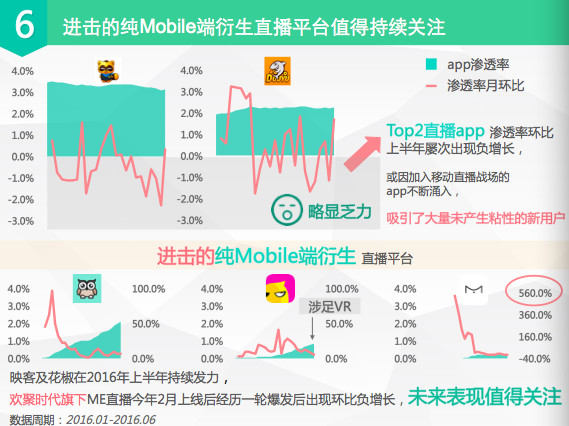 6 进击的纯Mobile端衍生直播平台值得持续关注
4.0%
3.0%
2.0%
1.0%
0.0%
-1.0%
-2.0%
-3.0%
Douyu
4.0%
3.0%
2.0%
1.0%
0.0%
-1.0%
-2.0%
-3.0%
app渗透率
渗透率月环比
Top2直播app 渗透率环比
上半年屡次出现负增长，
或因加入移动直播战场的
app不断涌入，
吸引了大量未产生粘性的新用户
略显乏力
进击的纯Mobile端衍生 直播平台
4.0%
3.0%
2.0%
1.0%
0.0%
100.0%
50.0%
0.0%
4.0%
3.0%
2.0%
1.0%
0.0%
涉足VR
100.0%
50.0%
0.0%
4.0%
3.0%
2.0%
1.0%
0.0%
560.0%
360.0%
160.0%
-40.0%
映客及花椒在2016年上半年持续发力，
欢聚时代旗下ME直播今年2月上线后经历一轮爆发后出现环比负增长，未来表现值得关注
数据周期：2016.01-2016.06